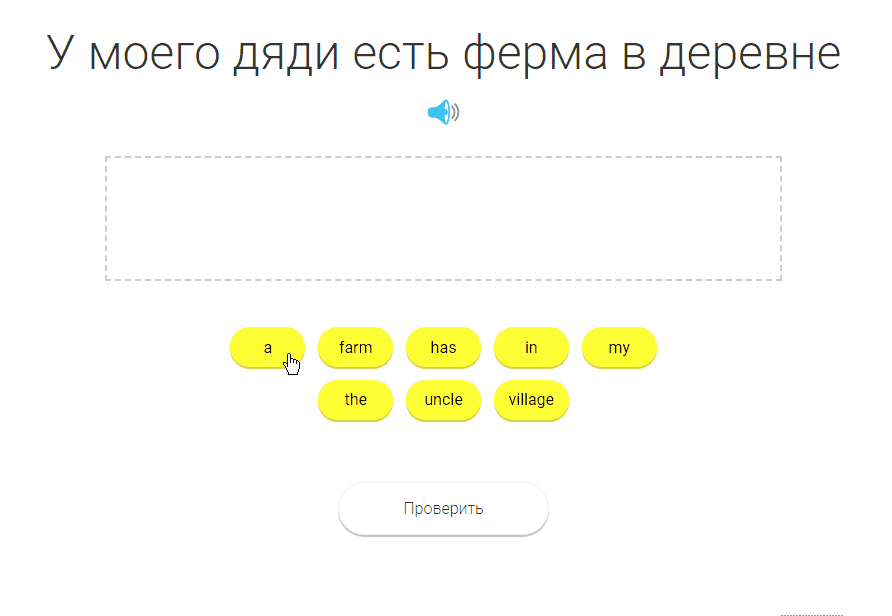 У моего дяди есть ферма в деревне
a farm has in my
the uncle village
Проверить